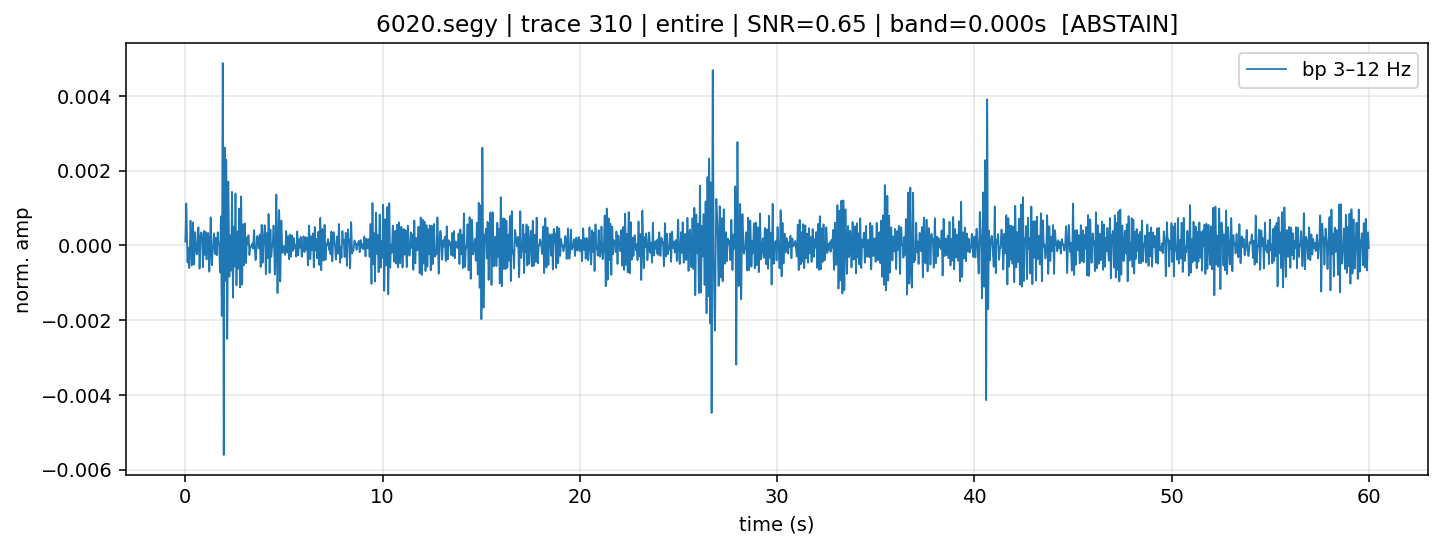 6020.segy | trace 310 | entire | SNR=0.65 | band=0.000s  [ABSTAIN]
bp 3–12 Hz
norm. amp
0.004
0.002
0.000
−0.002
−0.004
−0.006
0 10 20 30 40 50 60
time (s)